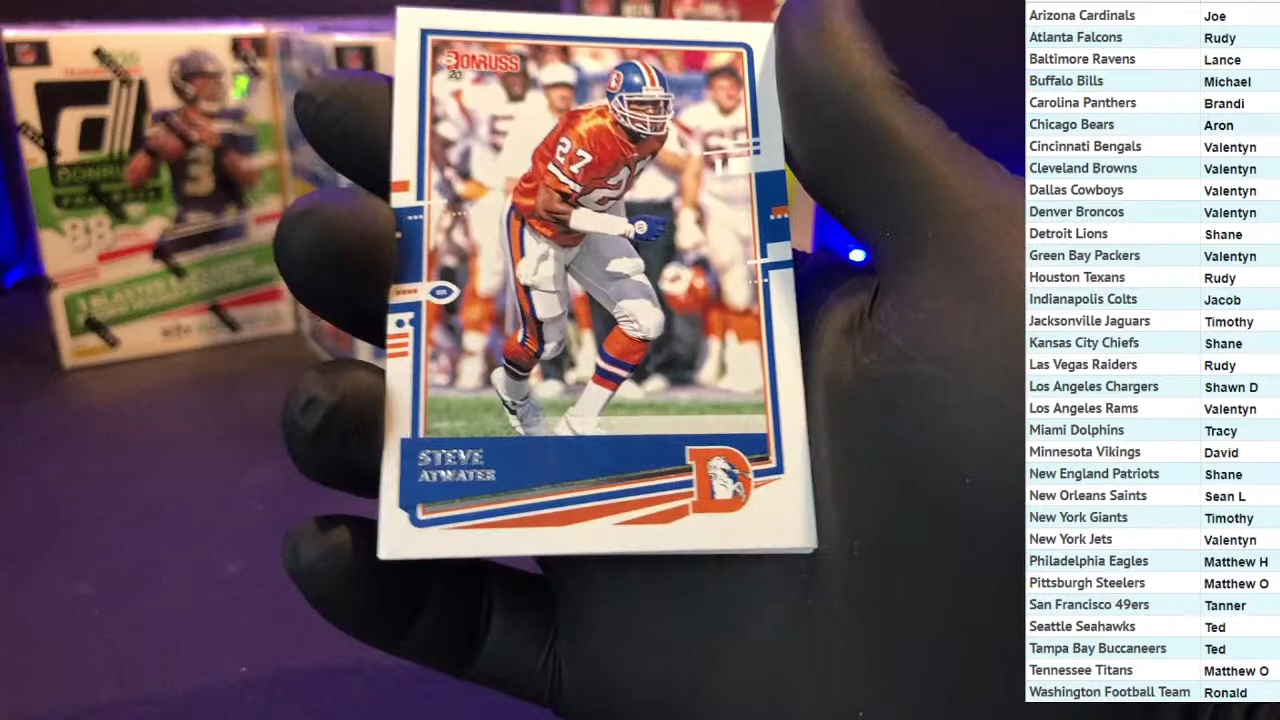 DONRUSS
20
27
STEVE
ATWATER
D
3
88
Arizona Cardinals Joe
Atlanta Falcons Rudy
Baltimore Ravens Lance
Buffalo Bills Michael
Carolina Panthers Brandi
Chicago Bears Aron
Cincinnati Bengals Valentyn
Cleveland Browns Valentyn
Dallas Cowboys Valentyn
Denver Broncos Valentyn
Detroit Lions Shane
Green Bay Packers Valentyn
Houston Texans Rudy
Indianapolis Colts Jacob
Jacksonville Jaguars Timothy
Kansas City Chiefs Shane
Las Vegas Raiders Rudy
Los Angeles Chargers Shawn D
Los Angeles Rams Valentyn
Miami Dolphins Tracy
Minnesota Vikings David
New England Patriots Shane
New Orleans Saints Sean L
New York Giants Timothy
New York Jets Valentyn
Philadelphia Eagles Matthew H
Pittsburgh Steelers Matthew O
San Francisco 49ers Tanner
Seattle Seahawks Ted
Tampa Bay Buccaneers Ted
Tennessee Titans Matthew O
Washington Football Team Ronald